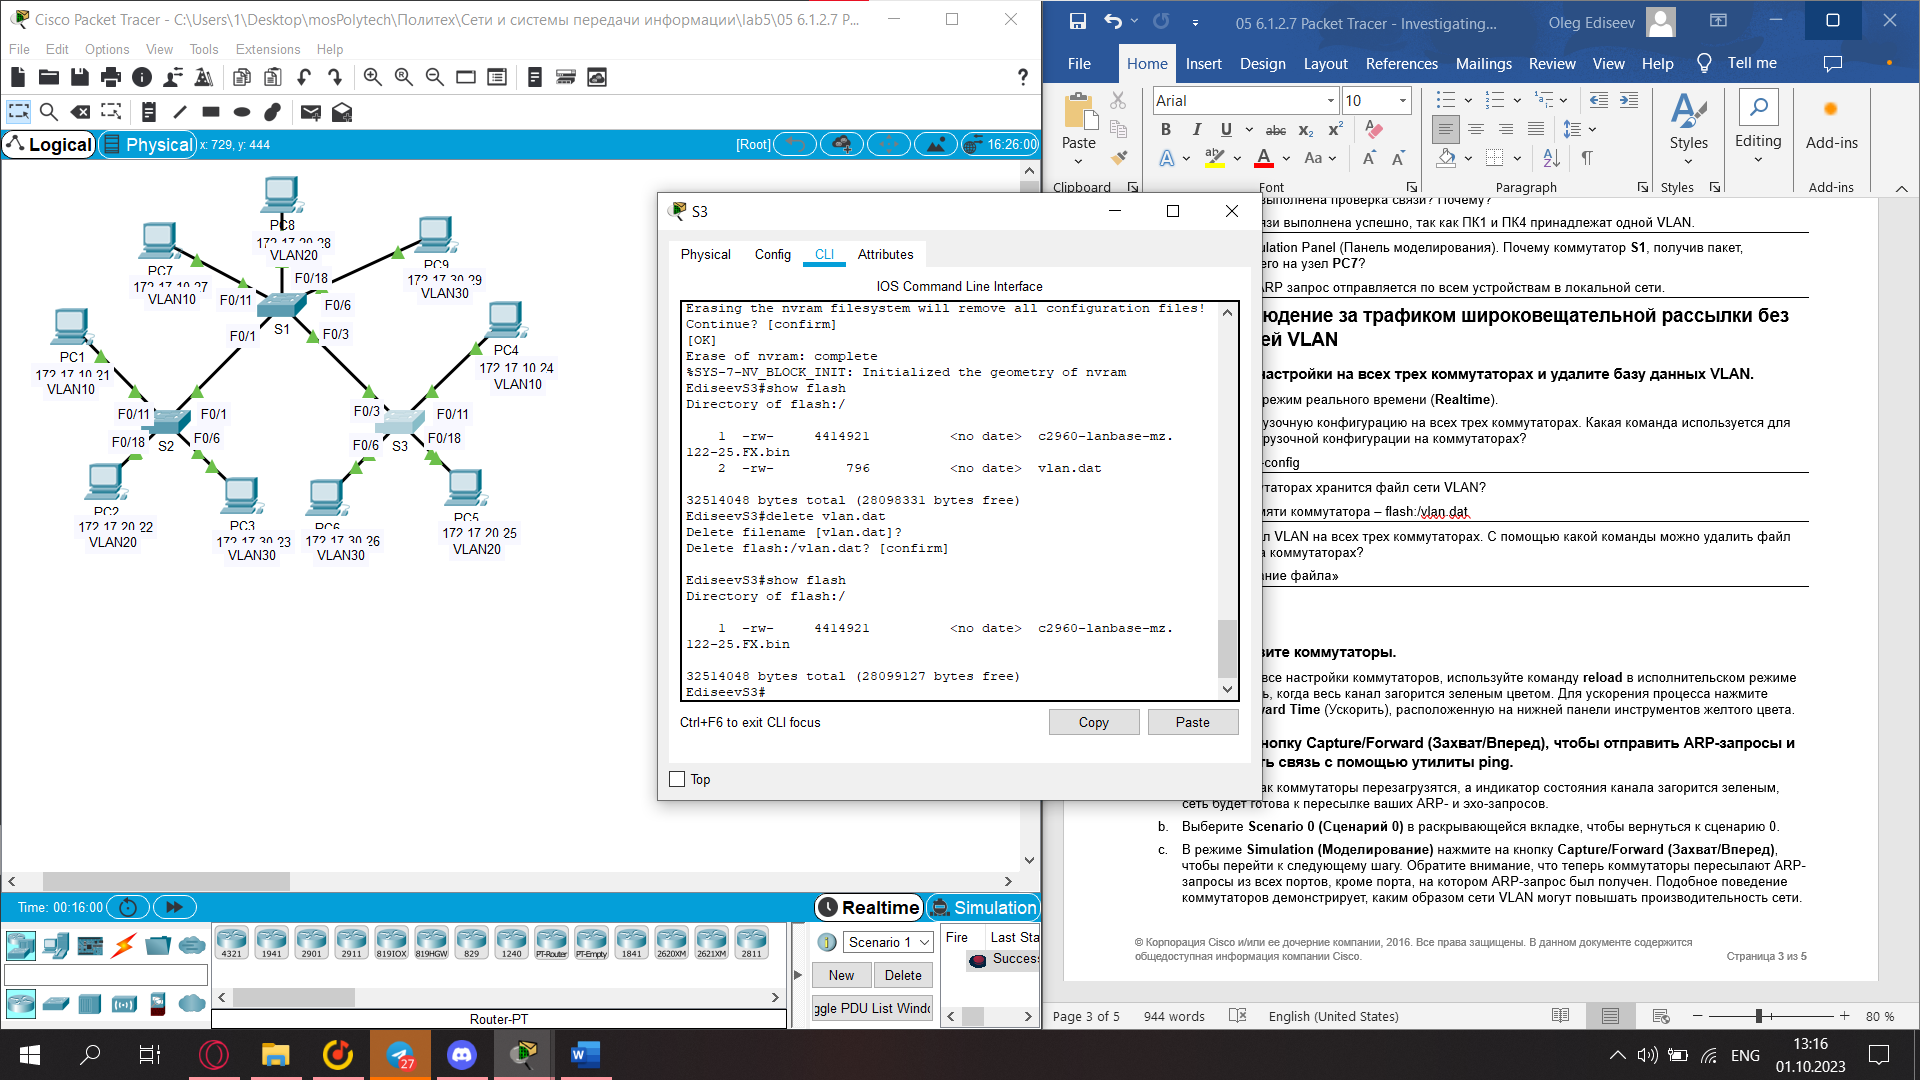 Cisco Packet Tracer - C:\Users\1\Desktop\mosPolytech\Политех\Сети и системы передачи информации\lab5\05 6.1.2.7 P...
File Edit Options View Tools Extensions Help
?
Logical Physical x: 729, y: 444
[Root] 16:26:00
PC8
172.17.20.28
VLAN20
PC7
172.17.10.27
VLAN10
PC9
172.17.30.29
VLAN30
F0/11
F0/18
F0/6
S1
F0/1
F0/3
PC1
172.17.10.21
VLAN10
PC4
172.17.10.24
VLAN10
F0/11
F0/1
F0/18
F0/6
S2
F0/3
F0/11
F0/6
F0/18
S3
PC2
172.17.20.22
VLAN20
PC3
172.17.30.23
VLAN30
PC6
172.17.30.26
VLAN30
PC5
172.17.20.25
VLAN20
Time: 00:16:00
Realtime Simulation
4321 1941 2901 2911 819IOX 819HGW 829 1240 PT-Router PT-Empty 1841 2620XM 2621XM 2811
Router-PT
Scenario 1
New Delete
ggle PDU List Wind
Fire Last Sta
Succes
S3
Physical Config CLI Attributes
IOS Command Line Interface
Erasing the nvram filesystem will remove all configuration files!
Continue? [confirm]
[OK]
Erase of nvram: complete
%SYS-7-NV_BLOCK_INIT: Initialized the geometry of nvram
EdiseevS3#show flash
Directory of flash:/
1 -rw- 4414921 <no date> c2960-lanbase-mz.
122-25.FX.bin
2 -rw- 796 <no date> vlan.dat
32514048 bytes total (28098331 bytes free)
EdiseevS3#delete vlan.dat
Delete filename [vlan.dat]?
Delete flash:/vlan.dat? [confirm]
EdiseevS3#show flash
Directory of flash:/
1 -rw- 4414921 <no date> c2960-lanbase-mz.
122-25.FX.bin
32514048 bytes total (28099127 bytes free)
EdiseevS3#
Ctrl+F6 to exit CLI focus
Copy Paste
Top
05 6.1.2.7 Packet Tracer - Investigating...
Oleg Ediseev
File Home Insert Design Layout References Mailings Review View Help Tell me
Paste
Arial 10
B I U abc x₂ x²
Aa
Styles Editing Add-ins
Clipboard Font Paragraph Styles Add-ins
выполнена проверка связи? Почему?
язи выполнена успешно, так как ПК1 и ПК4 принадлежат одной VLAN.
ulation Panel (Панель моделирования). Почему коммутатор S1, получив пакет,
его на узел PC7?
ARP запрос отправляется по всем устройствам в локальной сети.
юдение за трафиком широковещательной рассылки без
ей VLAN
настройки на всех трех коммутаторах и удалите базу данных VLAN.
режим реального времени (Realtime).
рузочную конфигурацию на всех трех коммутаторах. Какая команда используется для
рузочной конфигурации на коммутаторах?
-config
утаторах хранится файл сети VLAN?
мяти коммутатора – flash:/vlan.dat
л VLAN на всех трех коммутаторах. С помощью какой команды можно удалить файл
а коммутаторах?
ание файла»
зите коммутаторы.
все настройки коммутаторов, используйте команду reload в исполнительском режиме
ь, когда весь канал загорится зеленым цветом. Для ускорения процесса нажмите
vard Time (Ускорить), расположенную на нижней панели инструментов желтого цвета.
нопку Capture/Forward (Захват/Вперед), чтобы отправить ARP-запросы и
ть связь с помощью утилиты ping.
ак коммутаторы перезагрузятся, а индикатор состояния канала загорится зеленым,
сеть будет готова к пересылке ваших ARP- и эхо-запросов.
b. Выберите Scenario 0 (Сценарий 0) в раскрывающейся вкладке, чтобы вернуться к сценарию 0.
c. В режиме Simulation (Моделирование) нажмите на кнопку Capture/Forward (Захват/Вперед),
чтобы перейти к следующему шагу. Обратите внимание, что теперь коммутаторы пересылают ARP-
запросы из всех портов, кроме порта, на котором ARP-запрос был получен. Подобное поведение
коммутаторов демонстрирует, каким образом сети VLAN могут повышать производительность сети.
© Корпорация Cisco и/или ее дочерние компании, 2016. Все права защищены. В данном документе содержится
общедоступная информация компании Cisco.
Страница 3 из 5
Page 3 of 5 944 words English (United States) 80 %
27
ENG
13:16
01.10.2023